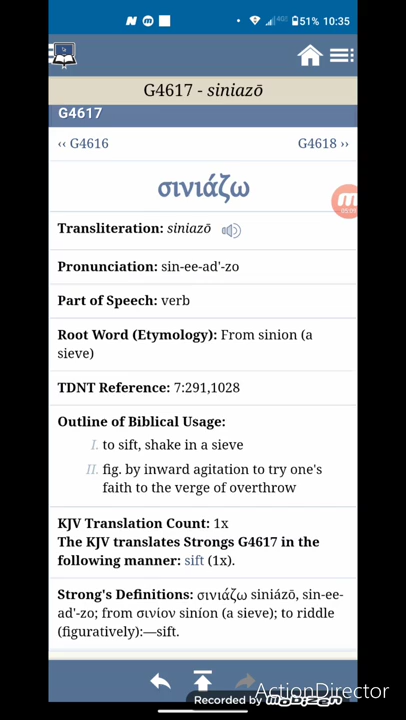 51% 10:35
G4617 - siniazō
G4617
‹‹ G4616 G4618 ››
σινιάζω
Transliteration: siniazō
Pronunciation: sin-ee-ad'-zo
Part of Speech: verb
Root Word (Etymology): From sinion (a
sieve)
TDNT Reference: 7:291,1028
Outline of Biblical Usage:
I. to sift, shake in a sieve
II. fig. by inward agitation to try one's
faith to the verge of overthrow
KJV Translation Count: 1x
The KJV translates Strongs G4617 in the
following manner: sift (1x).
Strong's Definitions: σινιάζω siniázō, sin-ee-
ad'-zo; from σινίον siníon (a sieve); to riddle
(figuratively):—sift.
ActionDirector
Recorded by MOBIZEN